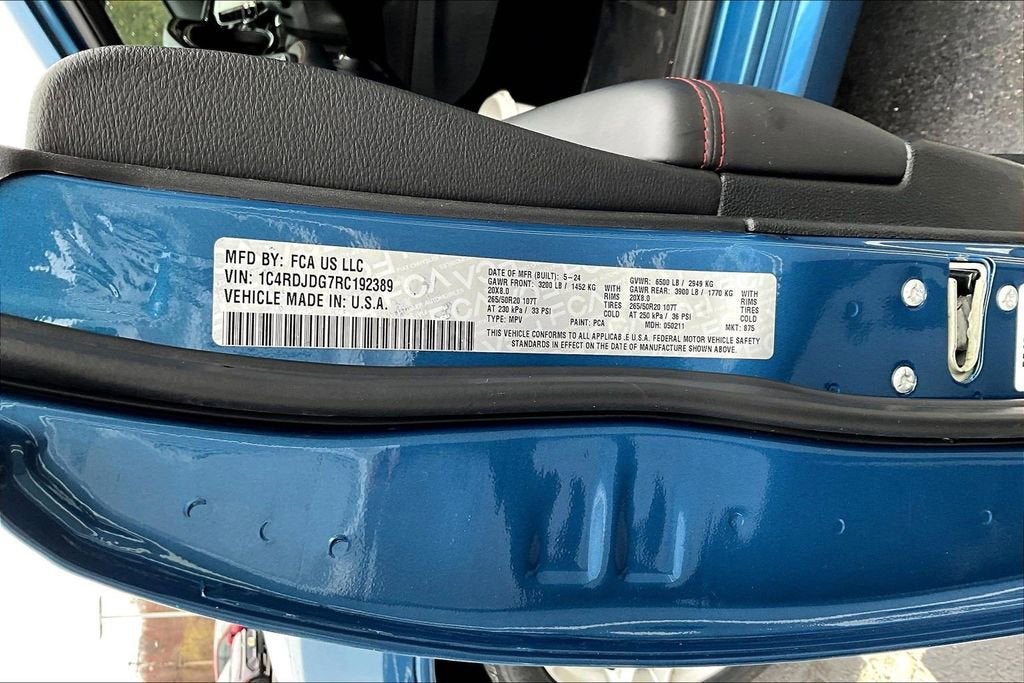 MFD BY: FCA US LLC
VIN: 1C4RDJDG7RC192389
VEHICLE MADE IN: U.S.A.
DATE OF MFR (BUILT): 5-24 GVWR: 6500 LB / 2949 KG
GAWR FRONT: 3200 LB / 1452 KG WITH GAWR REAR: 3900 LB / 1770 KG WITH
20X8.0 RIMS 20X8.0 RIMS
265/50R20 107T TIRES 265/50R20 107T TIRES
AT 230 kPa / 33 PSI COLD AT 250 kPa / 36 PSI COLD
TYPE: MPV PAINT: PCA MDH: 050211 MKT: 875
THIS VEHICLE CONFORMS TO ALL APPLICAB.E U.S.A. FEDERAL MOTOR VEHICLE SAFETY
STANDARDS IN EFFECT ON THE DATE OF MANUFACTURE SHOWN ABOVE.